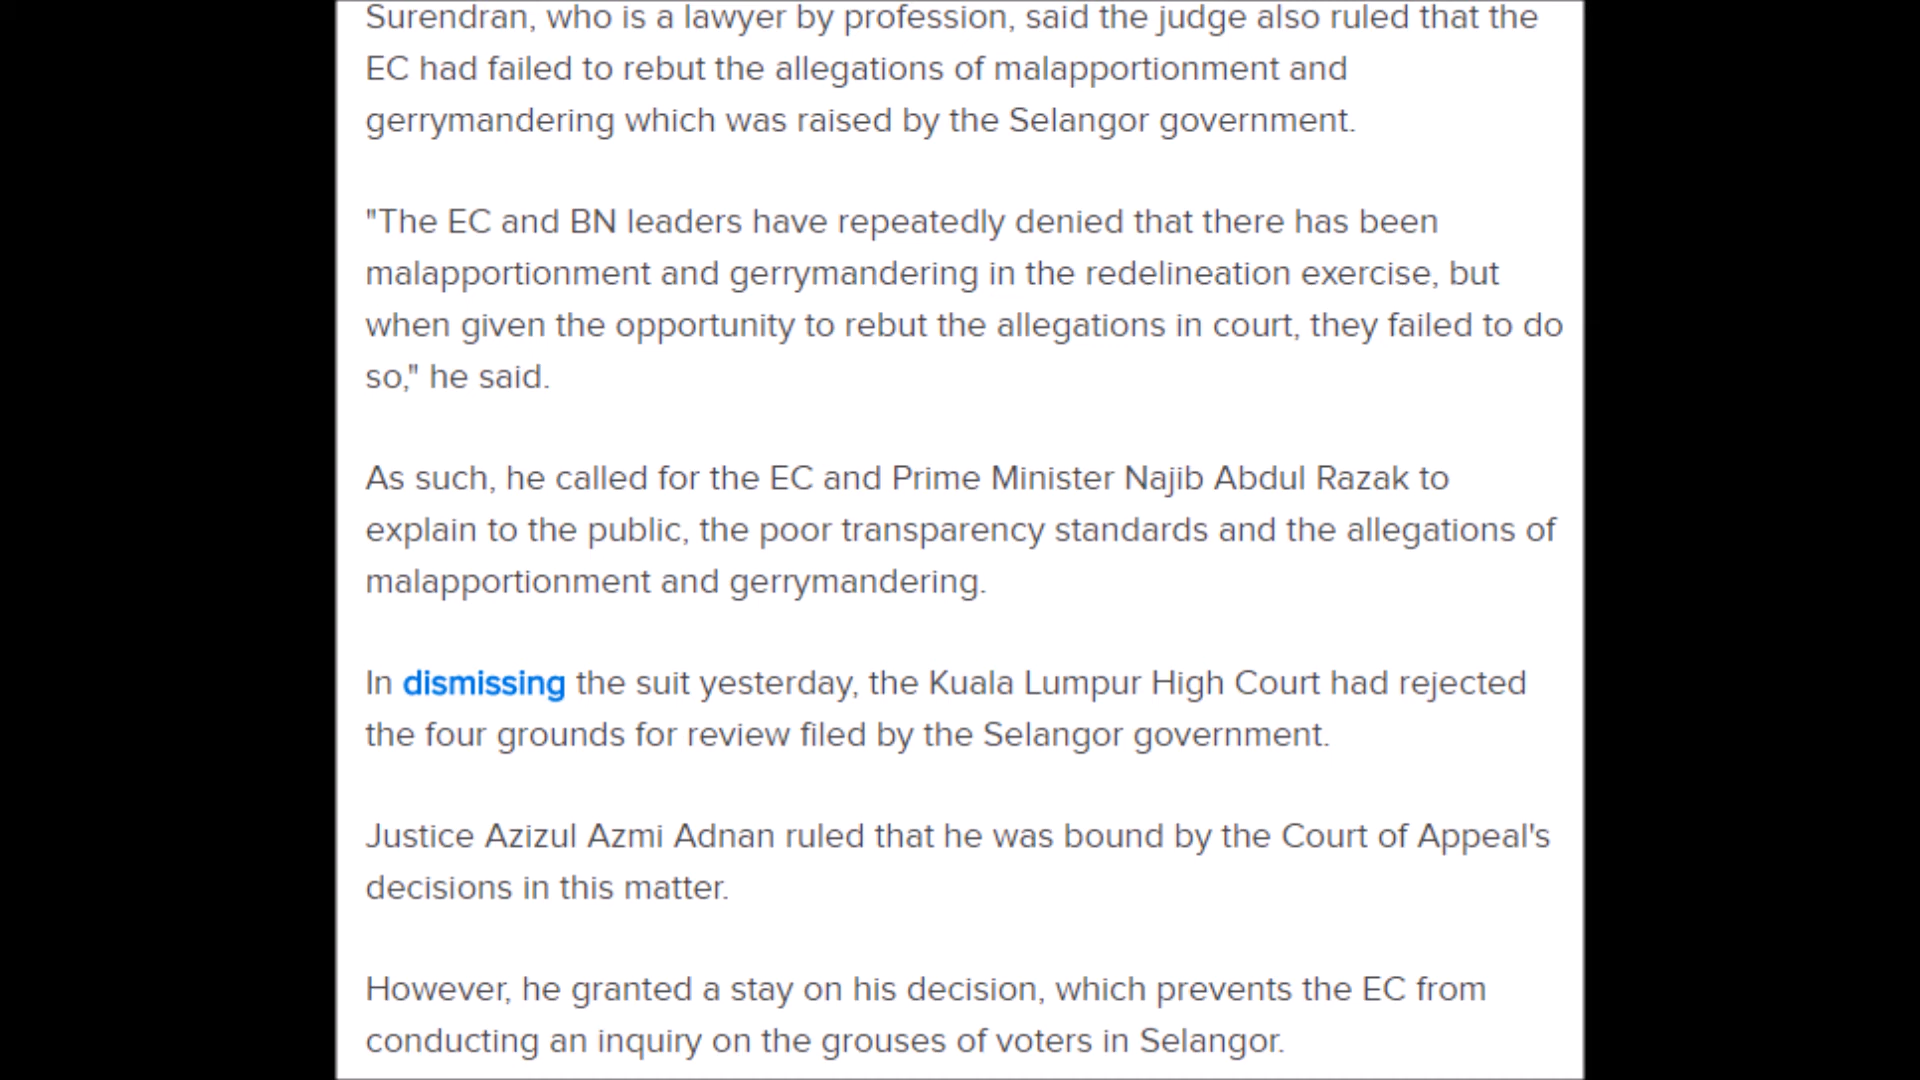 Surendran, who is a lawyer by profession, said the judge also ruled that the
EC had failed to rebut the allegations of malapportionment and
gerrymandering which was raised by the Selangor government.
"The EC and BN leaders have repeatedly denied that there has been
malapportionment and gerrymandering in the redelineation exercise, but
when given the opportunity to rebut the allegations in court, they failed to do
so," he said.
As such, he called for the EC and Prime Minister Najib Abdul Razak to
explain to the public, the poor transparency standards and the allegations of
malapportionment and gerrymandering.
In dismissing the suit yesterday, the Kuala Lumpur High Court had rejected
the four grounds for review filed by the Selangor government.
Justice Azizul Azmi Adnan ruled that he was bound by the Court of Appeal's
decisions in this matter.
However, he granted a stay on his decision, which prevents the EC from
conducting an inquiry on the grouses of voters in Selangor.